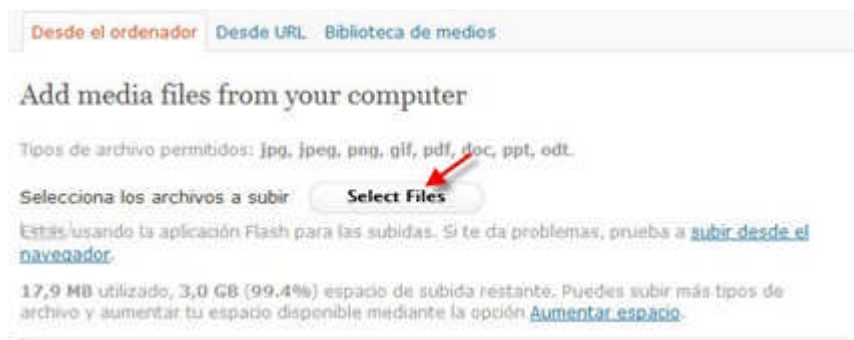 Desde el ordenador Desde URL Biblioteca de medios
Add media files from your computer
Tipos de archivo permitidos: jpg, jpeg, png, gif, pdf, doc, ppt, odt.
Selecciona los archivos a subir Select Files
Estás usando la aplicación Flash para las subidas. Si te da problemas, prueba a subir desde el
navegador.
17,9 MB utilizado, 3,0 GB (99.4%) espacio de subida restante. Puedes subir más tipos de
archivo y aumentar tu espacio disponible mediante la opción Aumentar espacio.